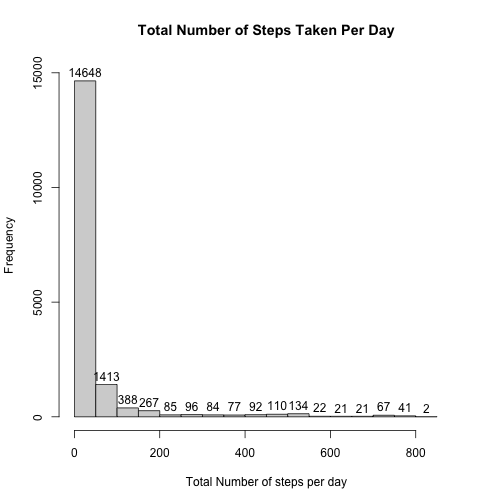 Total Number of Steps Taken Per Day
Frequency
15000
10000
5000
0
14648
1413
388 267 85 96 84 77 92 110 134 22 21 21 67 41 2
0 200 400 600 800
Total Number of steps per day